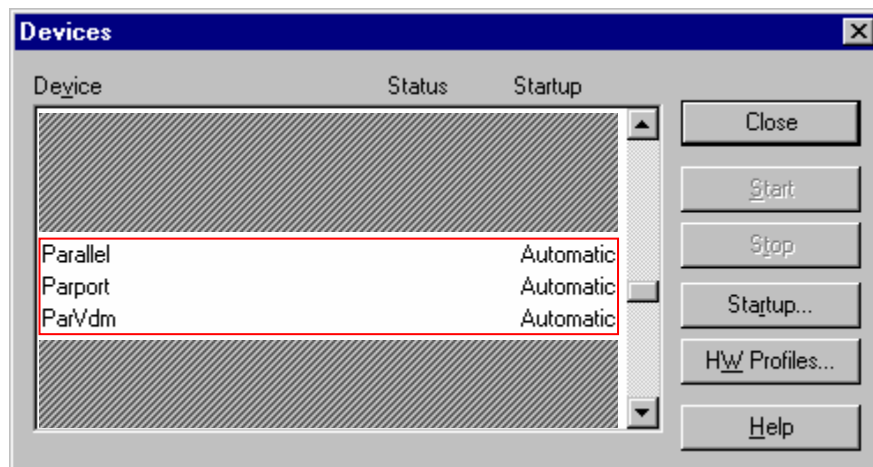 Devices
Device Status Startup
Close
Start
Parallel Automatic Stop
Parport Automatic
ParVdm Automatic
Startup...
HW Profiles...
Help